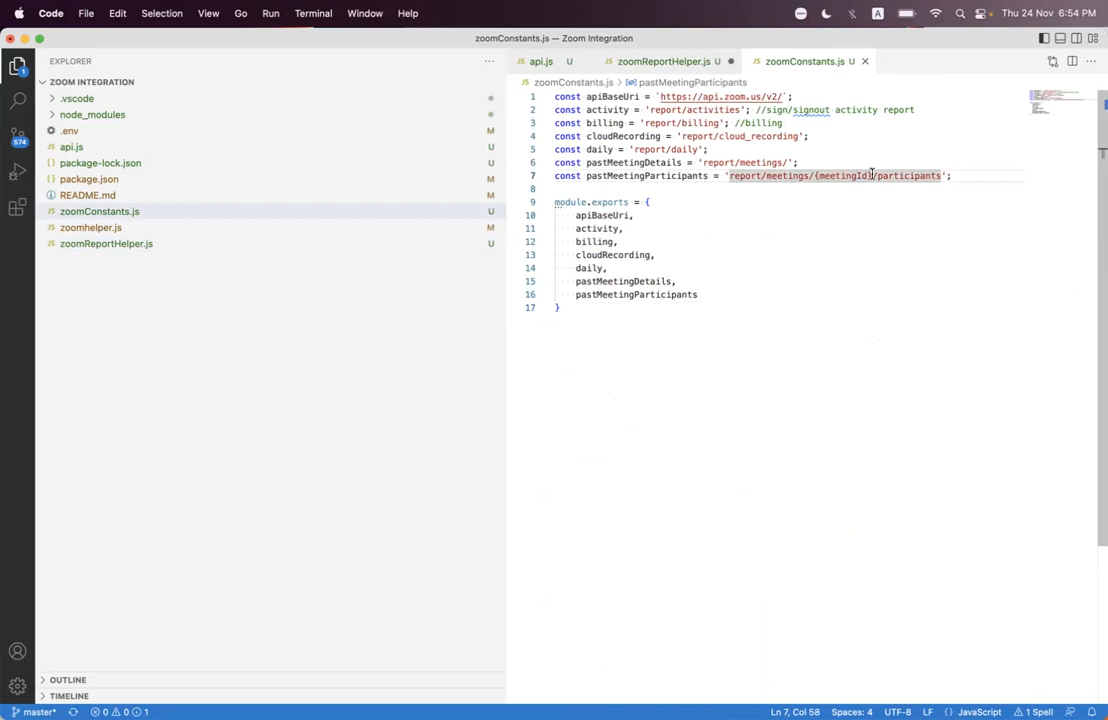 Code File Edit Selection View Go Run Terminal Window Help A Thu 24 Nov 6:54 PM
zoomConstants.js — Zoom Integration
EXPLORER ···
api.js U zoomReportHelper.js U zoomConstants.js U
ZOOM INTEGRATION
.vscode
node_modules
.env M
api.js U
package-lock.json U
package.json M
README.md M
zoomConstants.js U
zoomhelper.js M
zoomReportHelper.js U
574
1
zoomConstants.js > pastMeetingParticipants
1 const apiBaseUri = `https://api.zoom.us/v2/`;
2 const activity = 'report/activities'; //sign/signout activity report
3 const billing = 'report/billing'; //billing
4 const cloudRecording = 'report/cloud_recording';
5 const daily = 'report/daily';
6 const pastMeetingDetails = 'report/meetings/';
7 const pastMeetingParticipants = 'report/meetings/{meetingId}/participants';
8
9 module.exports = {
10 apiBaseUri,
11 activity,
12 billing,
13 cloudRecording,
14 daily,
15 pastMeetingDetails,
16 pastMeetingParticipants
17 }
OUTLINE
TIMELINE
master* 0 0 1 Ln 7, Col 58 Spaces: 4 UTF-8 LF {} JavaScript 1 Spell